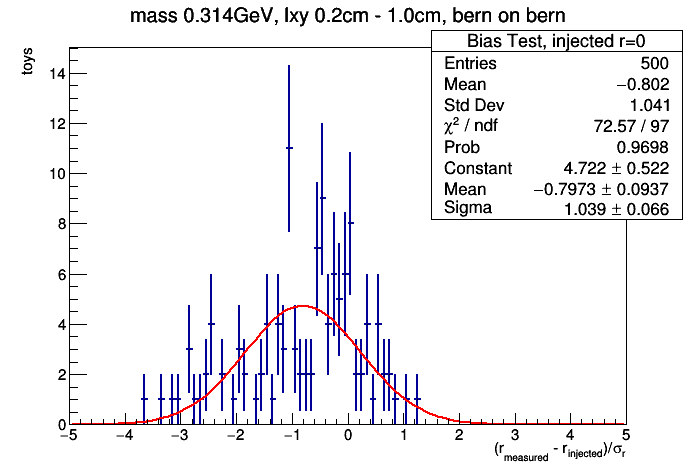 mass 0.314GeV, lxy 0.2cm - 1.0cm, bern on bern
toys
Bias Test, injected r=0
Entries 500
Mean −0.802
Std Dev 1.041
χ² / ndf 72.57 / 97
Prob 0.9698
Constant 4.722 ± 0.522
Mean −0.7973 ± 0.0937
Sigma 1.039 ± 0.066
14
12
10
8
6
4
2
0
−5 −4 −3 −2 −1 0 1 2 3 4 5
(r_measured - r_injected)/σ_r